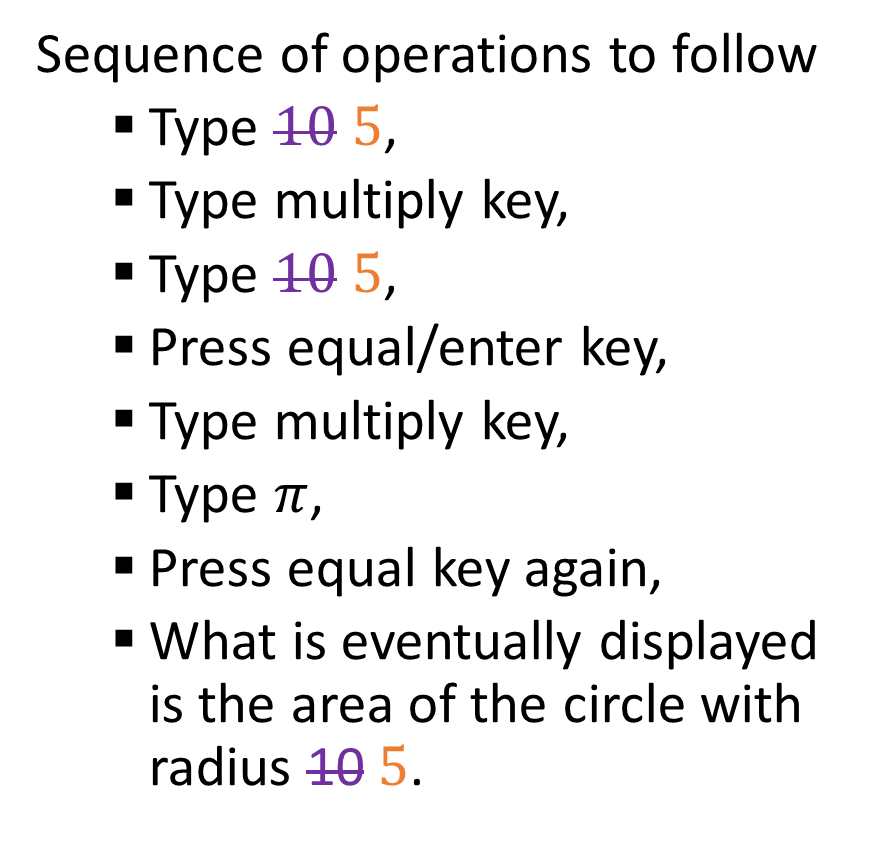 Sequence of operations to follow
▪ Type ~~10~~ 5,
▪ Type multiply key,
▪ Type ~~10~~ 5,
▪ Press equal/enter key,
▪ Type multiply key,
▪ Type 𝜋,
▪ Press equal key again,
▪ What is eventually displayed
is the area of the circle with
radius ~~10~~ 5.